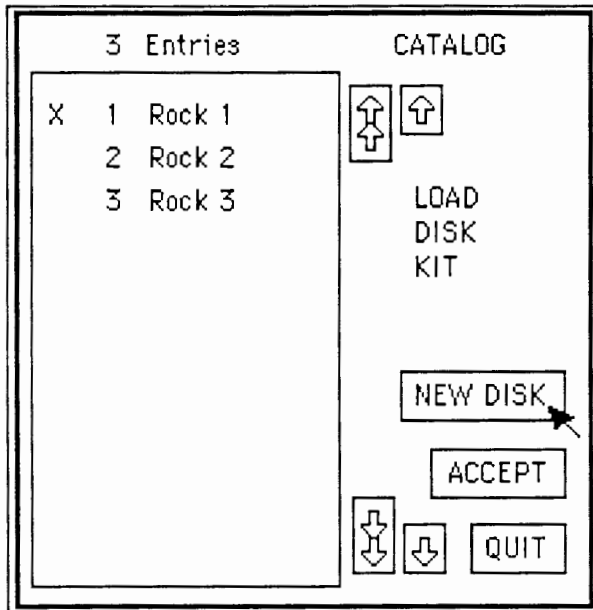 3 Entries
CATALOG
X 1 Rock 1
2 Rock 2
3 Rock 3
LOAD
DISK
KIT
NEW DISK
ACCEPT
QUIT